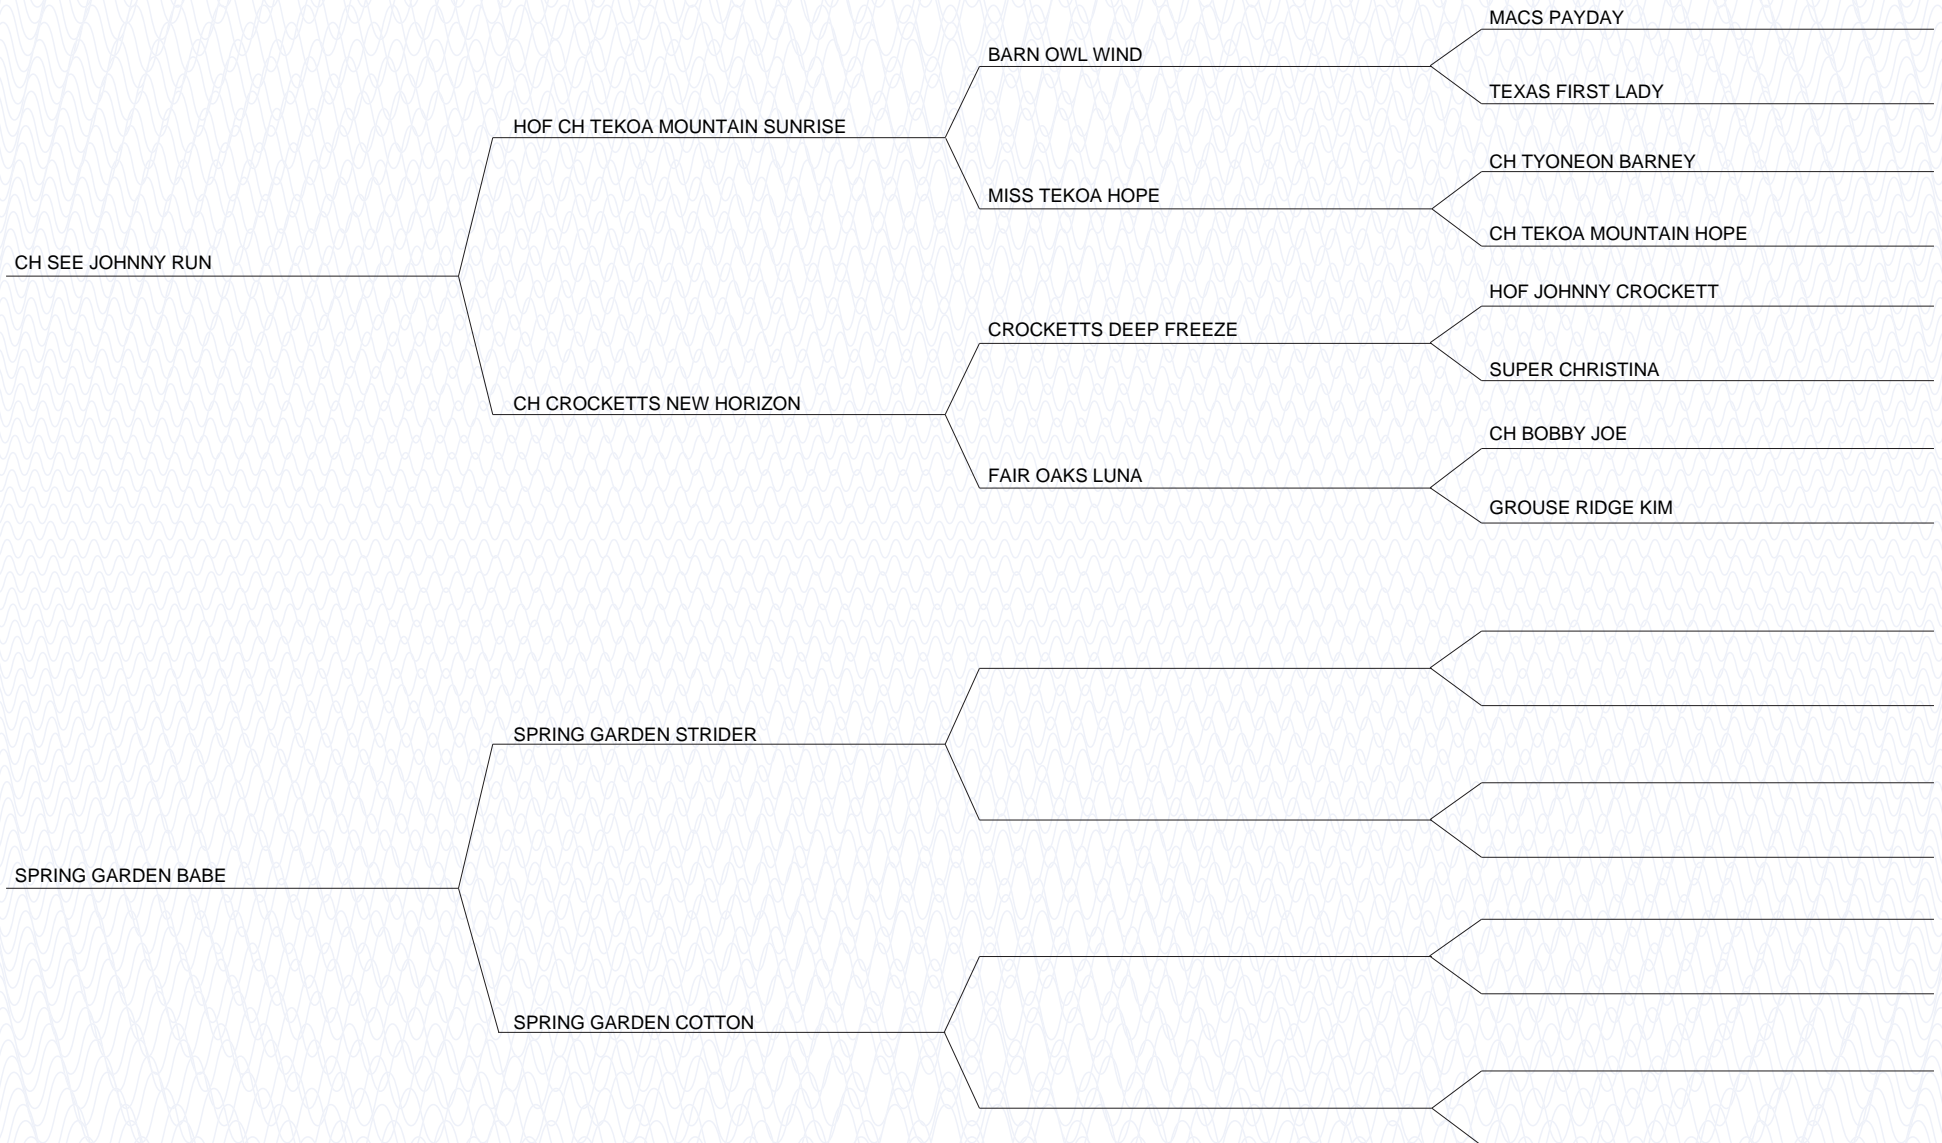 MACS PAYDAY
BARN OWL WIND
TEXAS FIRST LADY
HOF CH TEKOA MOUNTAIN SUNRISE
CH TYONEON BARNEY
MISS TEKOA HOPE
CH TEKOA MOUNTAIN HOPE
CH SEE JOHNNY RUN
HOF JOHNNY CROCKETT
CROCKETTS DEEP FREEZE
SUPER CHRISTINA
CH CROCKETTS NEW HORIZON
CH BOBBY JOE
FAIR OAKS LUNA
GROUSE RIDGE KIM
SPRING GARDEN STRIDER
SPRING GARDEN BABE
SPRING GARDEN COTTON